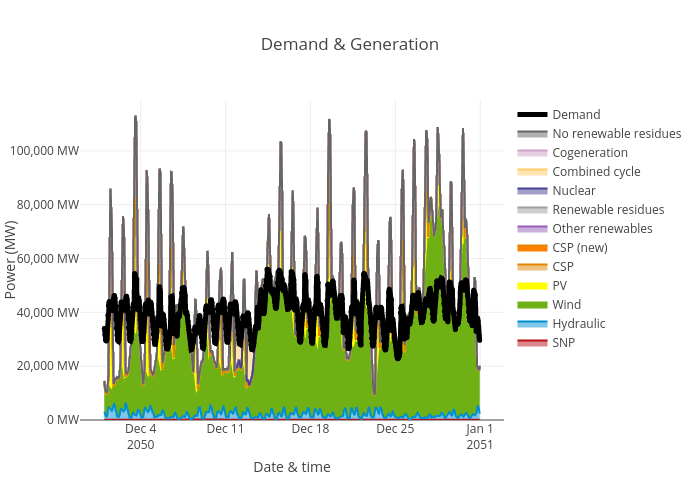 Demand & Generation
Power (MW)
100,000 MW
80,000 MW
60,000 MW
40,000 MW
20,000 MW
0 MW
Dec 4
2050
Dec 11
Dec 18
Dec 25
Jan 1
2051
Date & time
Demand
No renewable residues
Cogeneration
Combined cycle
Nuclear
Renewable residues
Other renewables
CSP (new)
CSP
PV
Wind
Hydraulic
SNP